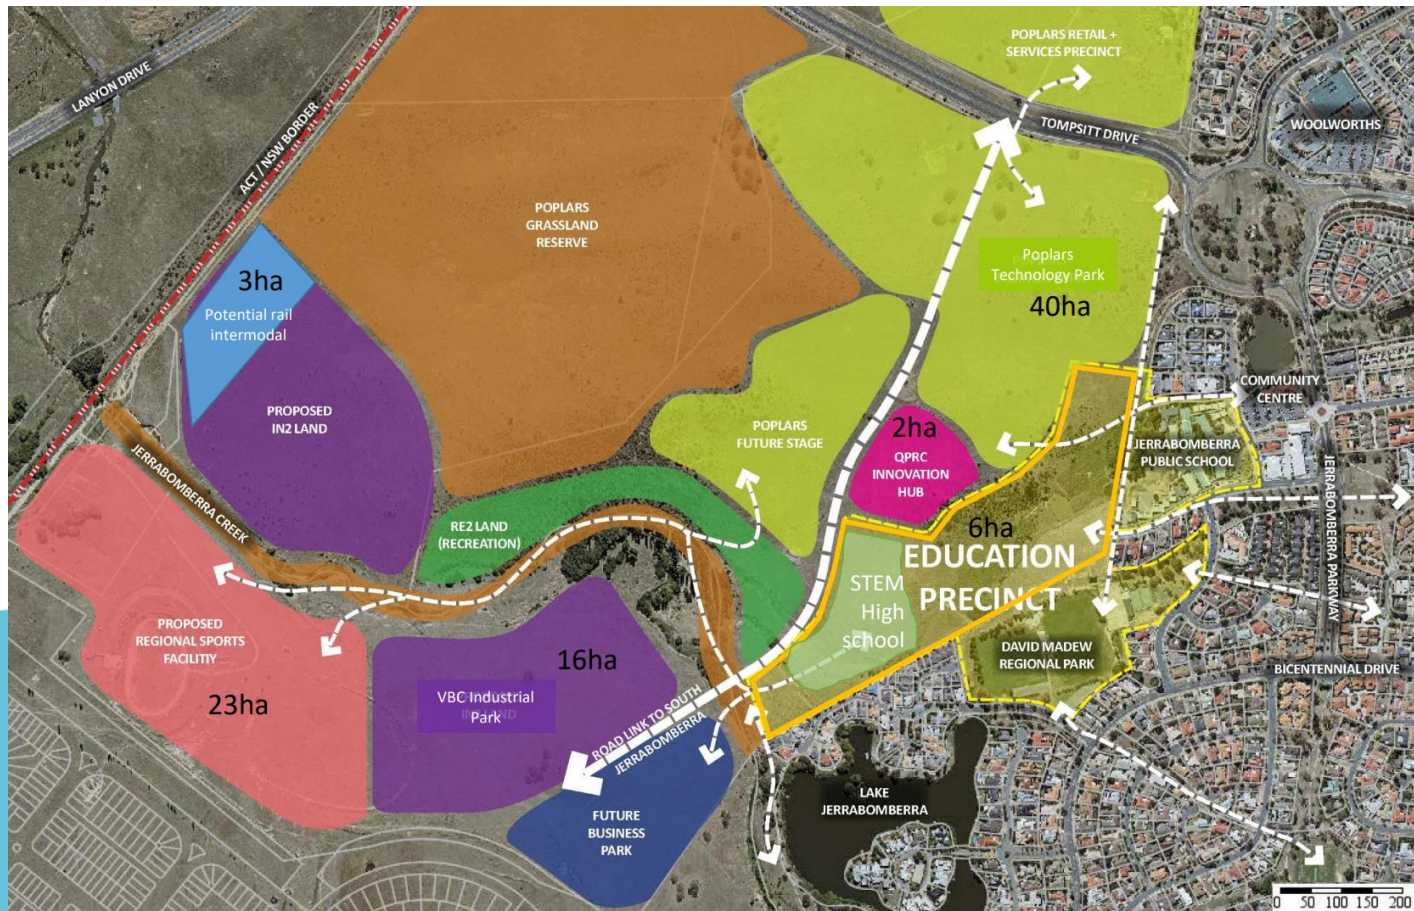 POPLARS RETAIL +
SERVICES PRECINCT
LANYON DRIVE
TOMPSITT DRIVE
WOOLWORTHS
ACT / NSW BORDER
POPLARS
GRASSLAND
RESERVE
Poplars
Technology Park
40ha
3ha
Potential rail
intermodal
PROPOSED
IN2 LAND
COMMUNITY
CENTRE
POPLARS
FUTURE STAGE
2ha
QPRC
INNOVATION
HUB
JERRABOMBERRA
PUBLIC SCHOOL
JERRABOMBERRA PARKWAY
JERRABOMBERRA CREEK
RE2 LAND
(RECREATION)
6ha
EDUCATION
PRECINCT
STEM
High
school
PROPOSED
REGIONAL SPORTS
FACILITIY
23ha
16ha
VBC Industrial
Park
DAVID MADEW
REGIONAL PARK
BICENTENNIAL DRIVE
ROAD LINK TO SOUTH
JERRABOMBERRA
LAKE
JERRABOMBERRA
FUTURE
BUSINESS
PARK
0 50 100 150 200